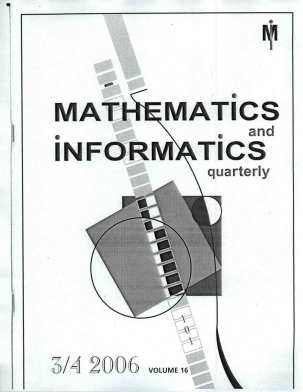 MATHEMATiCS
and
iNFORMATiCS
quarterly
3/4 2006 VOLUME 16